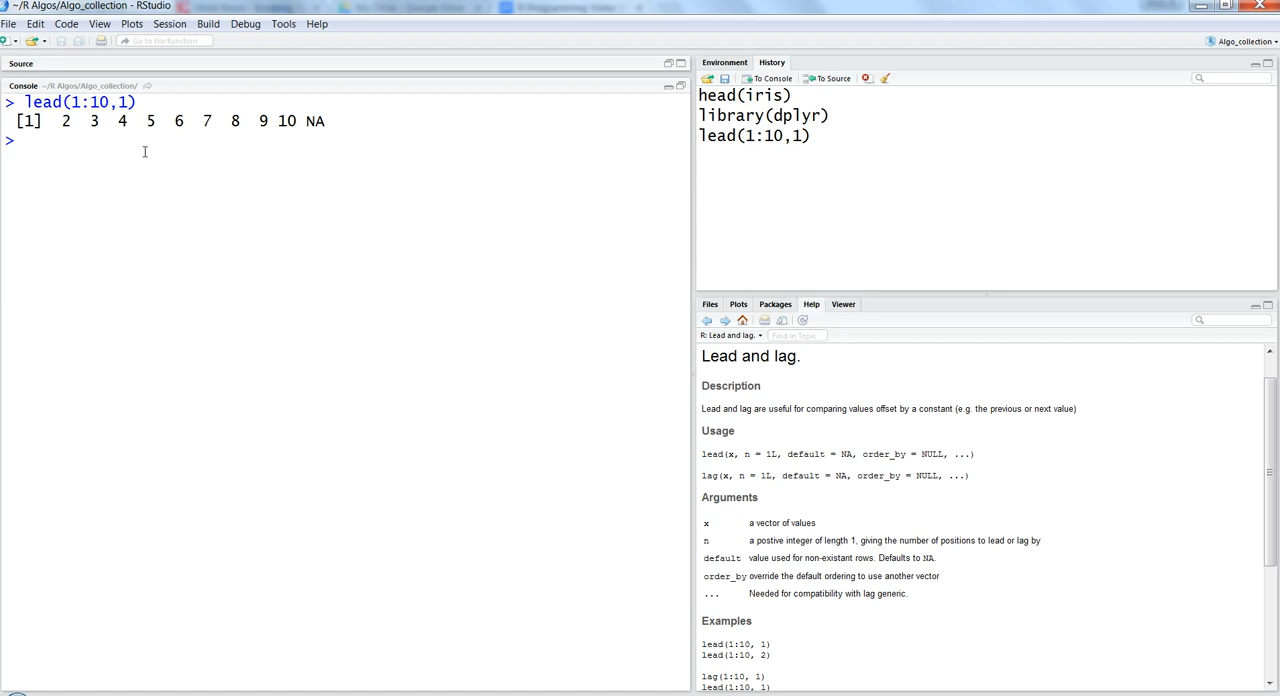 ~/R Algos/Algo_collection - RStudio
File Edit Code View Plots Session Build Debug Tools Help
Go to file/function
Algo_collection
Source
Console ~/R Algos/Algo_collection/
> lead(1:10,1)
[1] 2 3 4 5 6 7 8 9 10 NA
>
Environment History
To Console To Source
head(iris)
library(dplyr)
lead(1:10,1)
Files Plots Packages Help Viewer
R: Lead and lag. Find in Topic
Lead and lag.
Description
Lead and lag are useful for comparing values offset by a constant (e.g. the previous or next value)
Usage
lead(x, n = 1L, default = NA, order_by = NULL, ...)
lag(x, n = 1L, default = NA, order_by = NULL, ...)
Arguments
x a vector of values
n a postive integer of length 1, giving the number of positions to lead or lag by
default value used for non-existant rows. Defaults to NA.
order_by override the default ordering to use another vector
... Needed for compatibility with lag generic.
Examples
lead(1:10, 1)
lead(1:10, 2)
lag(1:10, 1)
lead(1:10, 1)